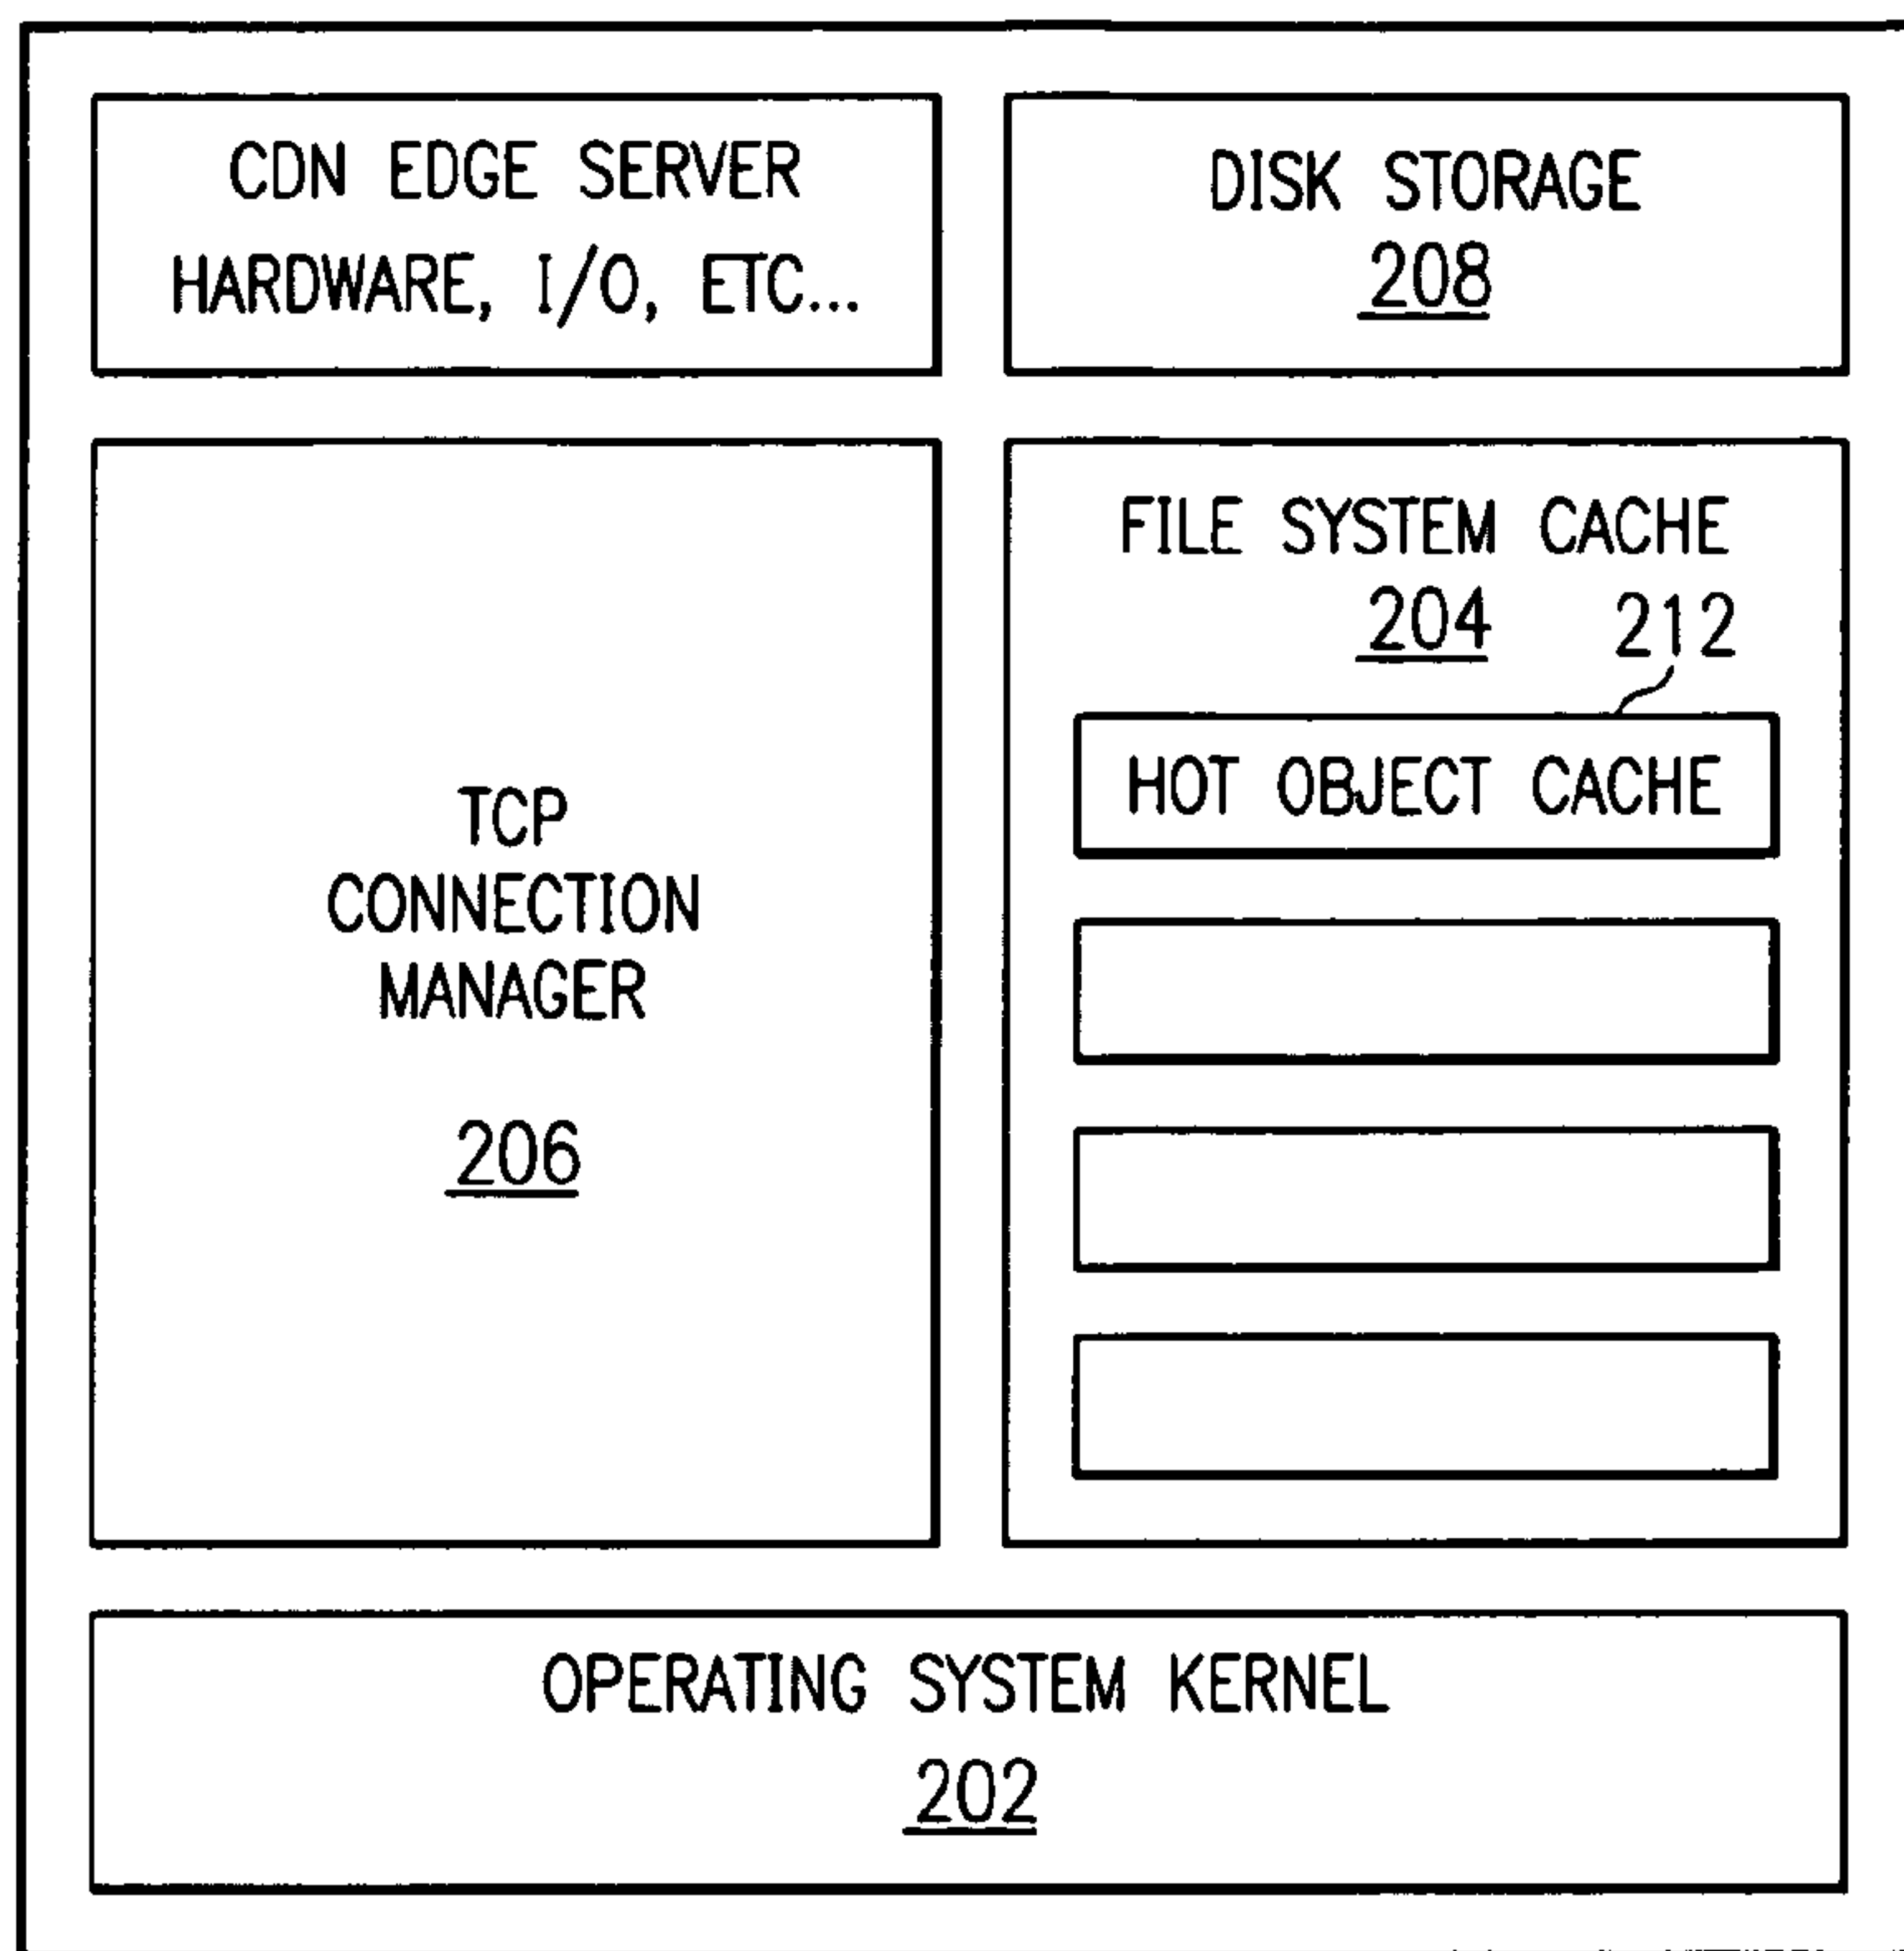 CDN EDGE SERVER
HARDWARE, I/O, ETC...
DISK STORAGE
208
TCP
CONNECTION
MANAGER
206
FILE SYSTEM CACHE
204 212
HOT OBJECT CACHE
OPERATING SYSTEM KERNEL
202